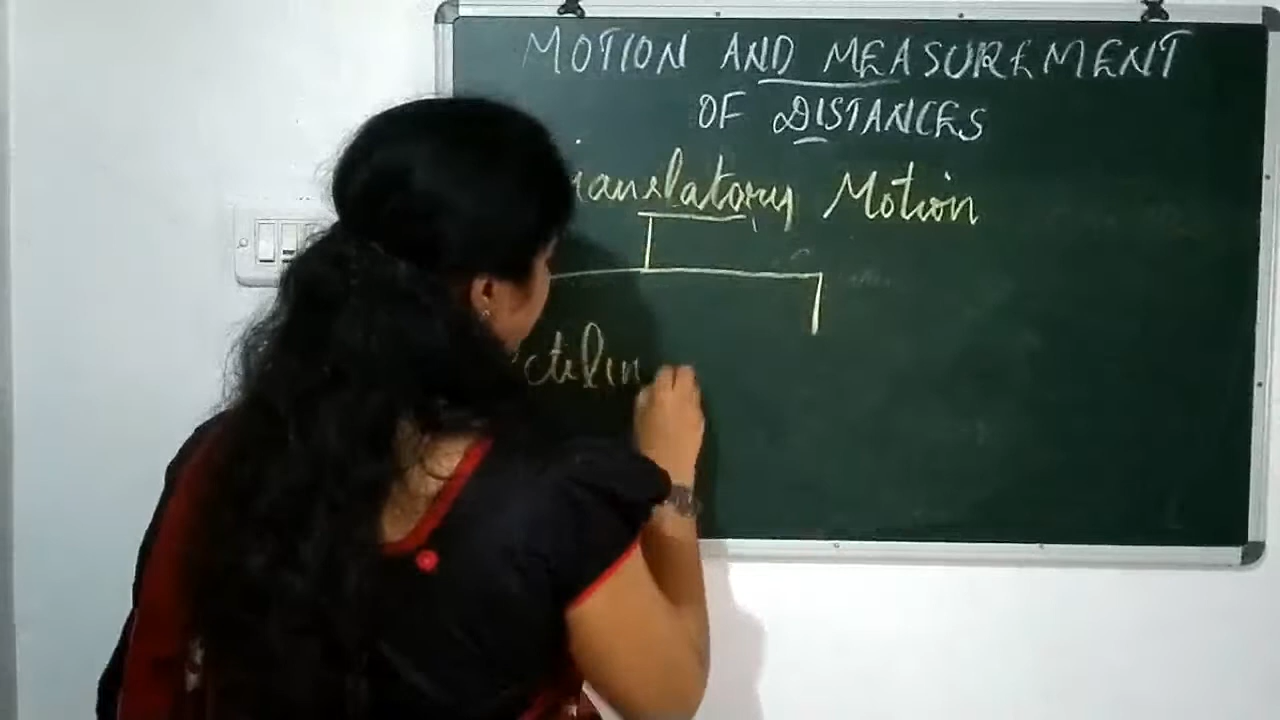 MOTION AND MEASUREMENT
OF DISTANCES
ranslatory Motion
ctilin